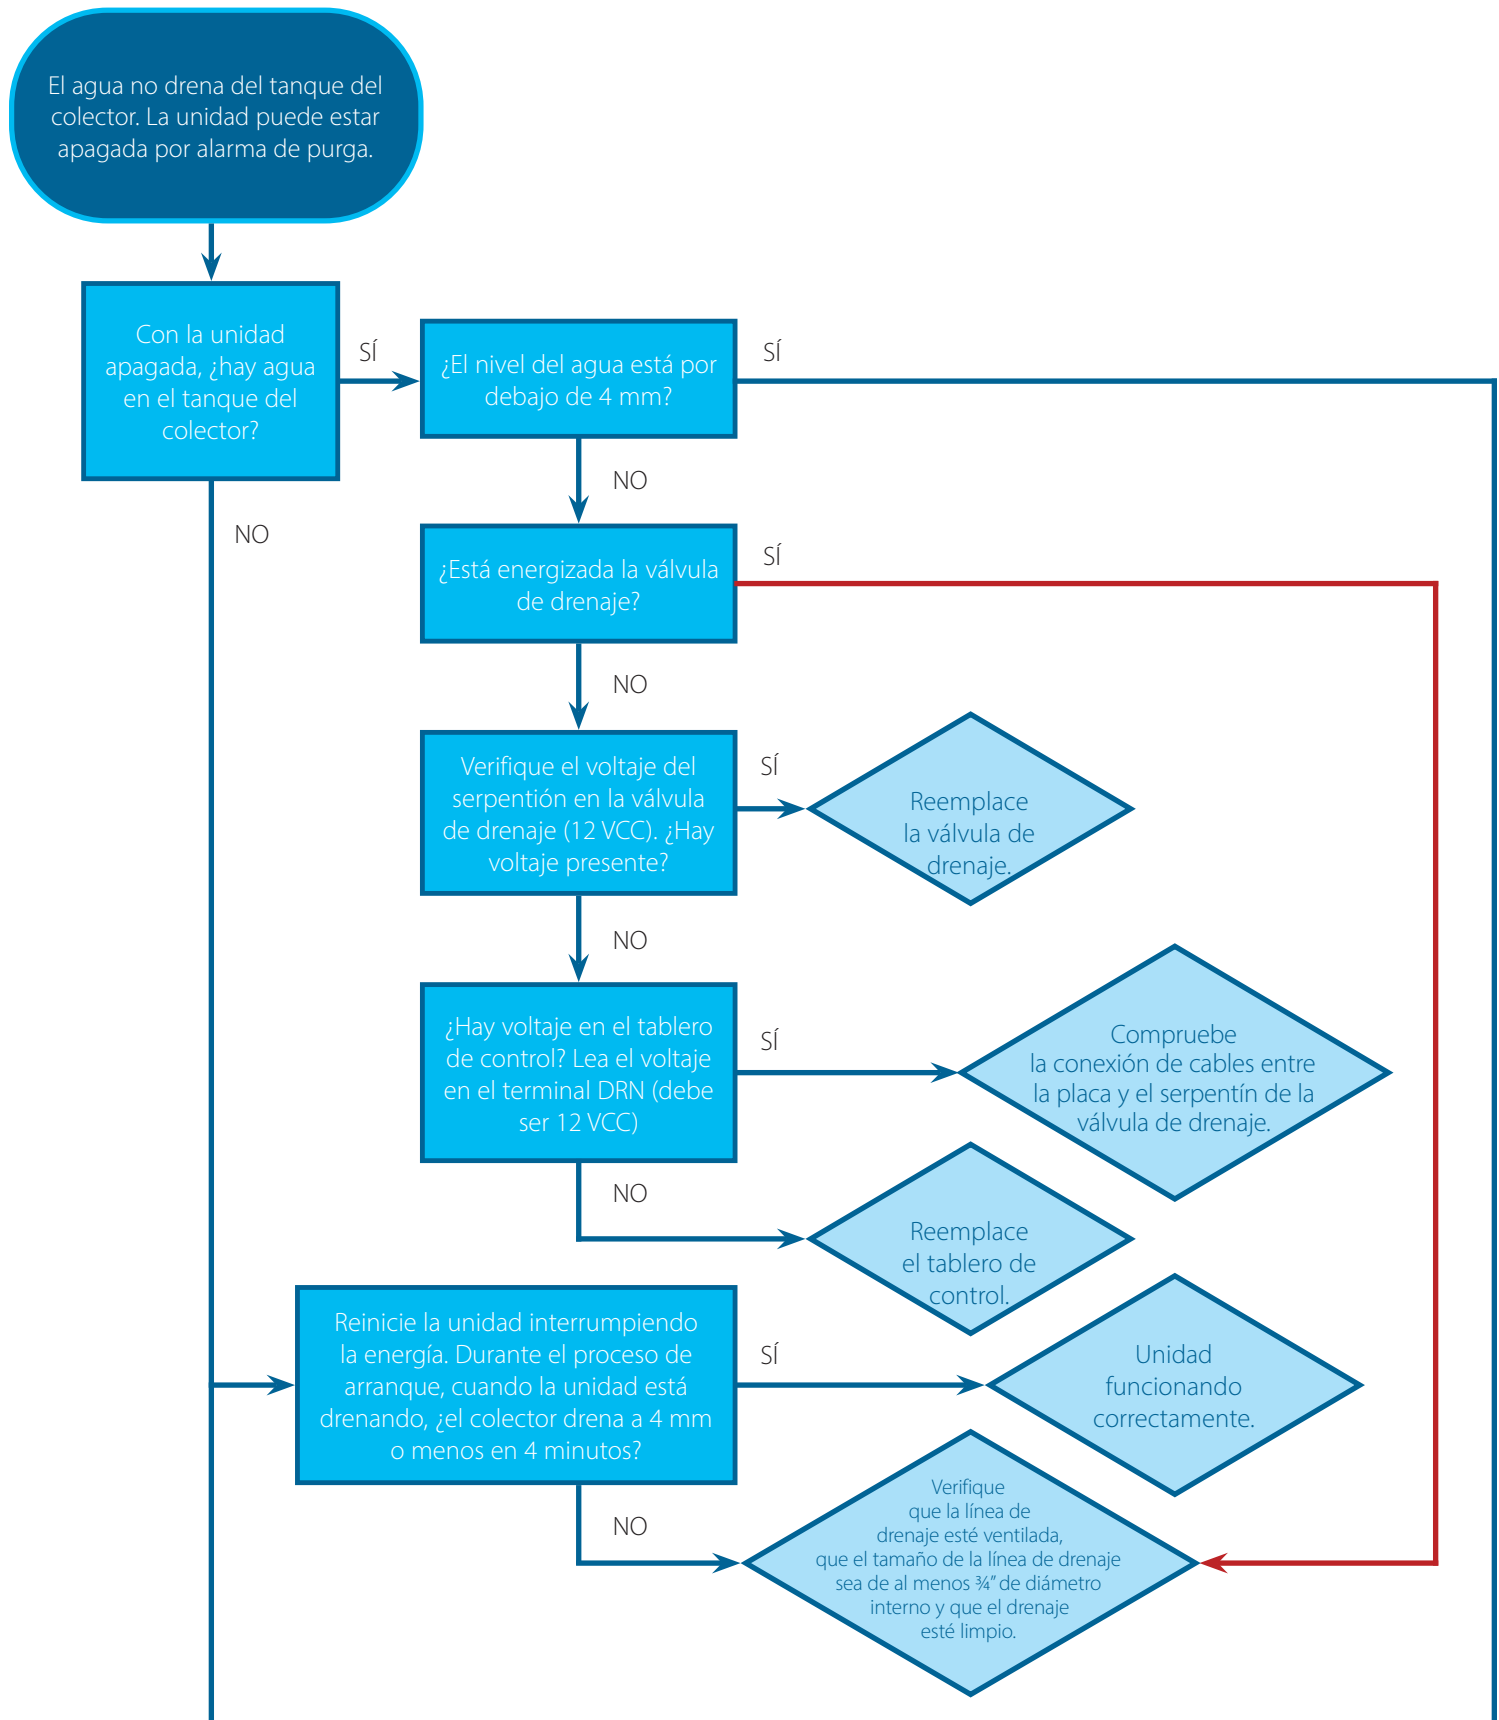 El agua no drena del tanque del
colector. La unidad puede estar
apagada por alarma de purga.
Con la unidad
apagada, ¿hay agua
en el tanque del
colector?
SÍ
¿El nivel del agua está por
debajo de 4 mm?
SÍ
NO
NO
¿Está energizada la válvula
de drenaje?
SÍ
NO
Verifique el voltaje del
serpentión en la válvula
de drenaje (12 VCC). ¿Hay
voltaje presente?
SÍ
Reemplace
la válvula de
drenaje.
NO
¿Hay voltaje en el tablero
de control? Lea el voltaje
en el terminal DRN (debe
ser 12 VCC)
SÍ
Compruebe
la conexión de cables entre
la placa y el serpentín de la
válvula de drenaje.
NO
Reemplace
el tablero de
control.
Reinicie la unidad interrumpiendo
la energía. Durante el proceso de
arranque, cuando la unidad está
drenando, ¿el colector drena a 4 mm
o menos en 4 minutos?
SÍ
Unidad
funcionando
correctamente.
NO
Verifique
que la línea de
drenaje esté ventilada,
que el tamaño de la línea de drenaje
sea de al menos ¾" de diámetro
interno y que el drenaje
esté limpio.